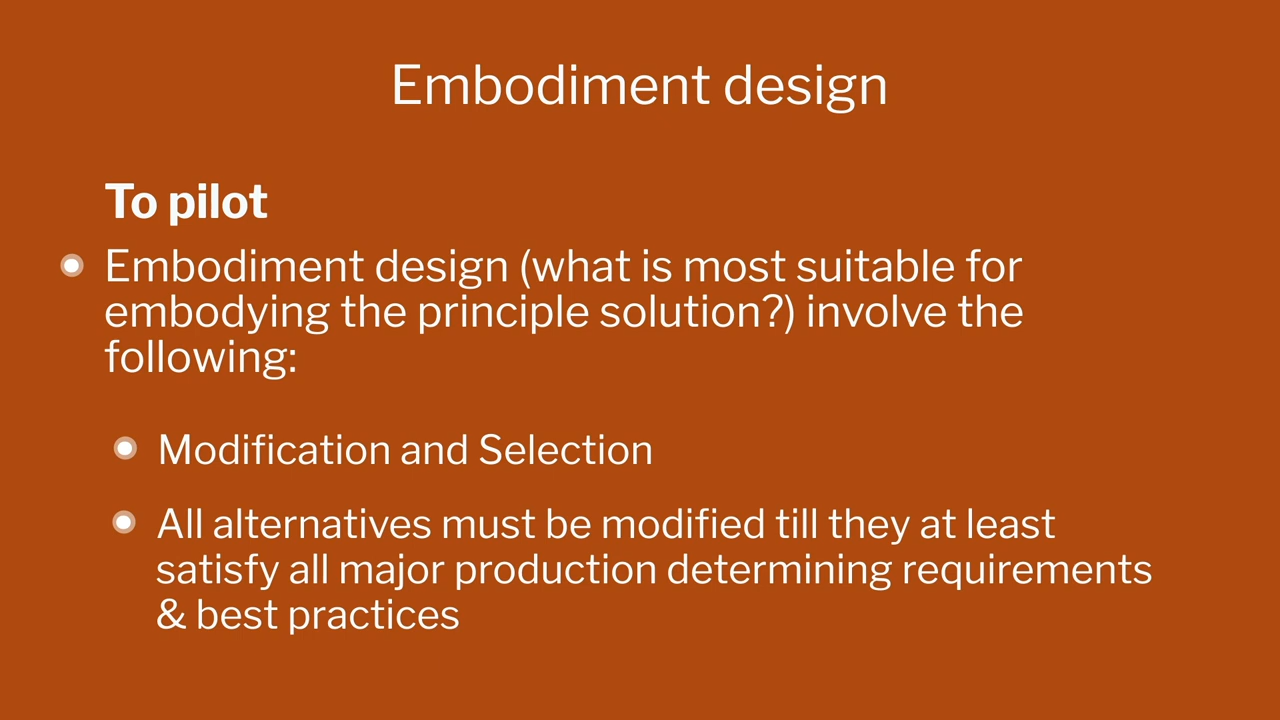 Embodiment design
To pilot
Embodiment design (what is most suitable for
embodying the principle solution?) involve the
following:
Modification and Selection
All alternatives must be modified till they at least
satisfy all major production determining requirements
& best practices